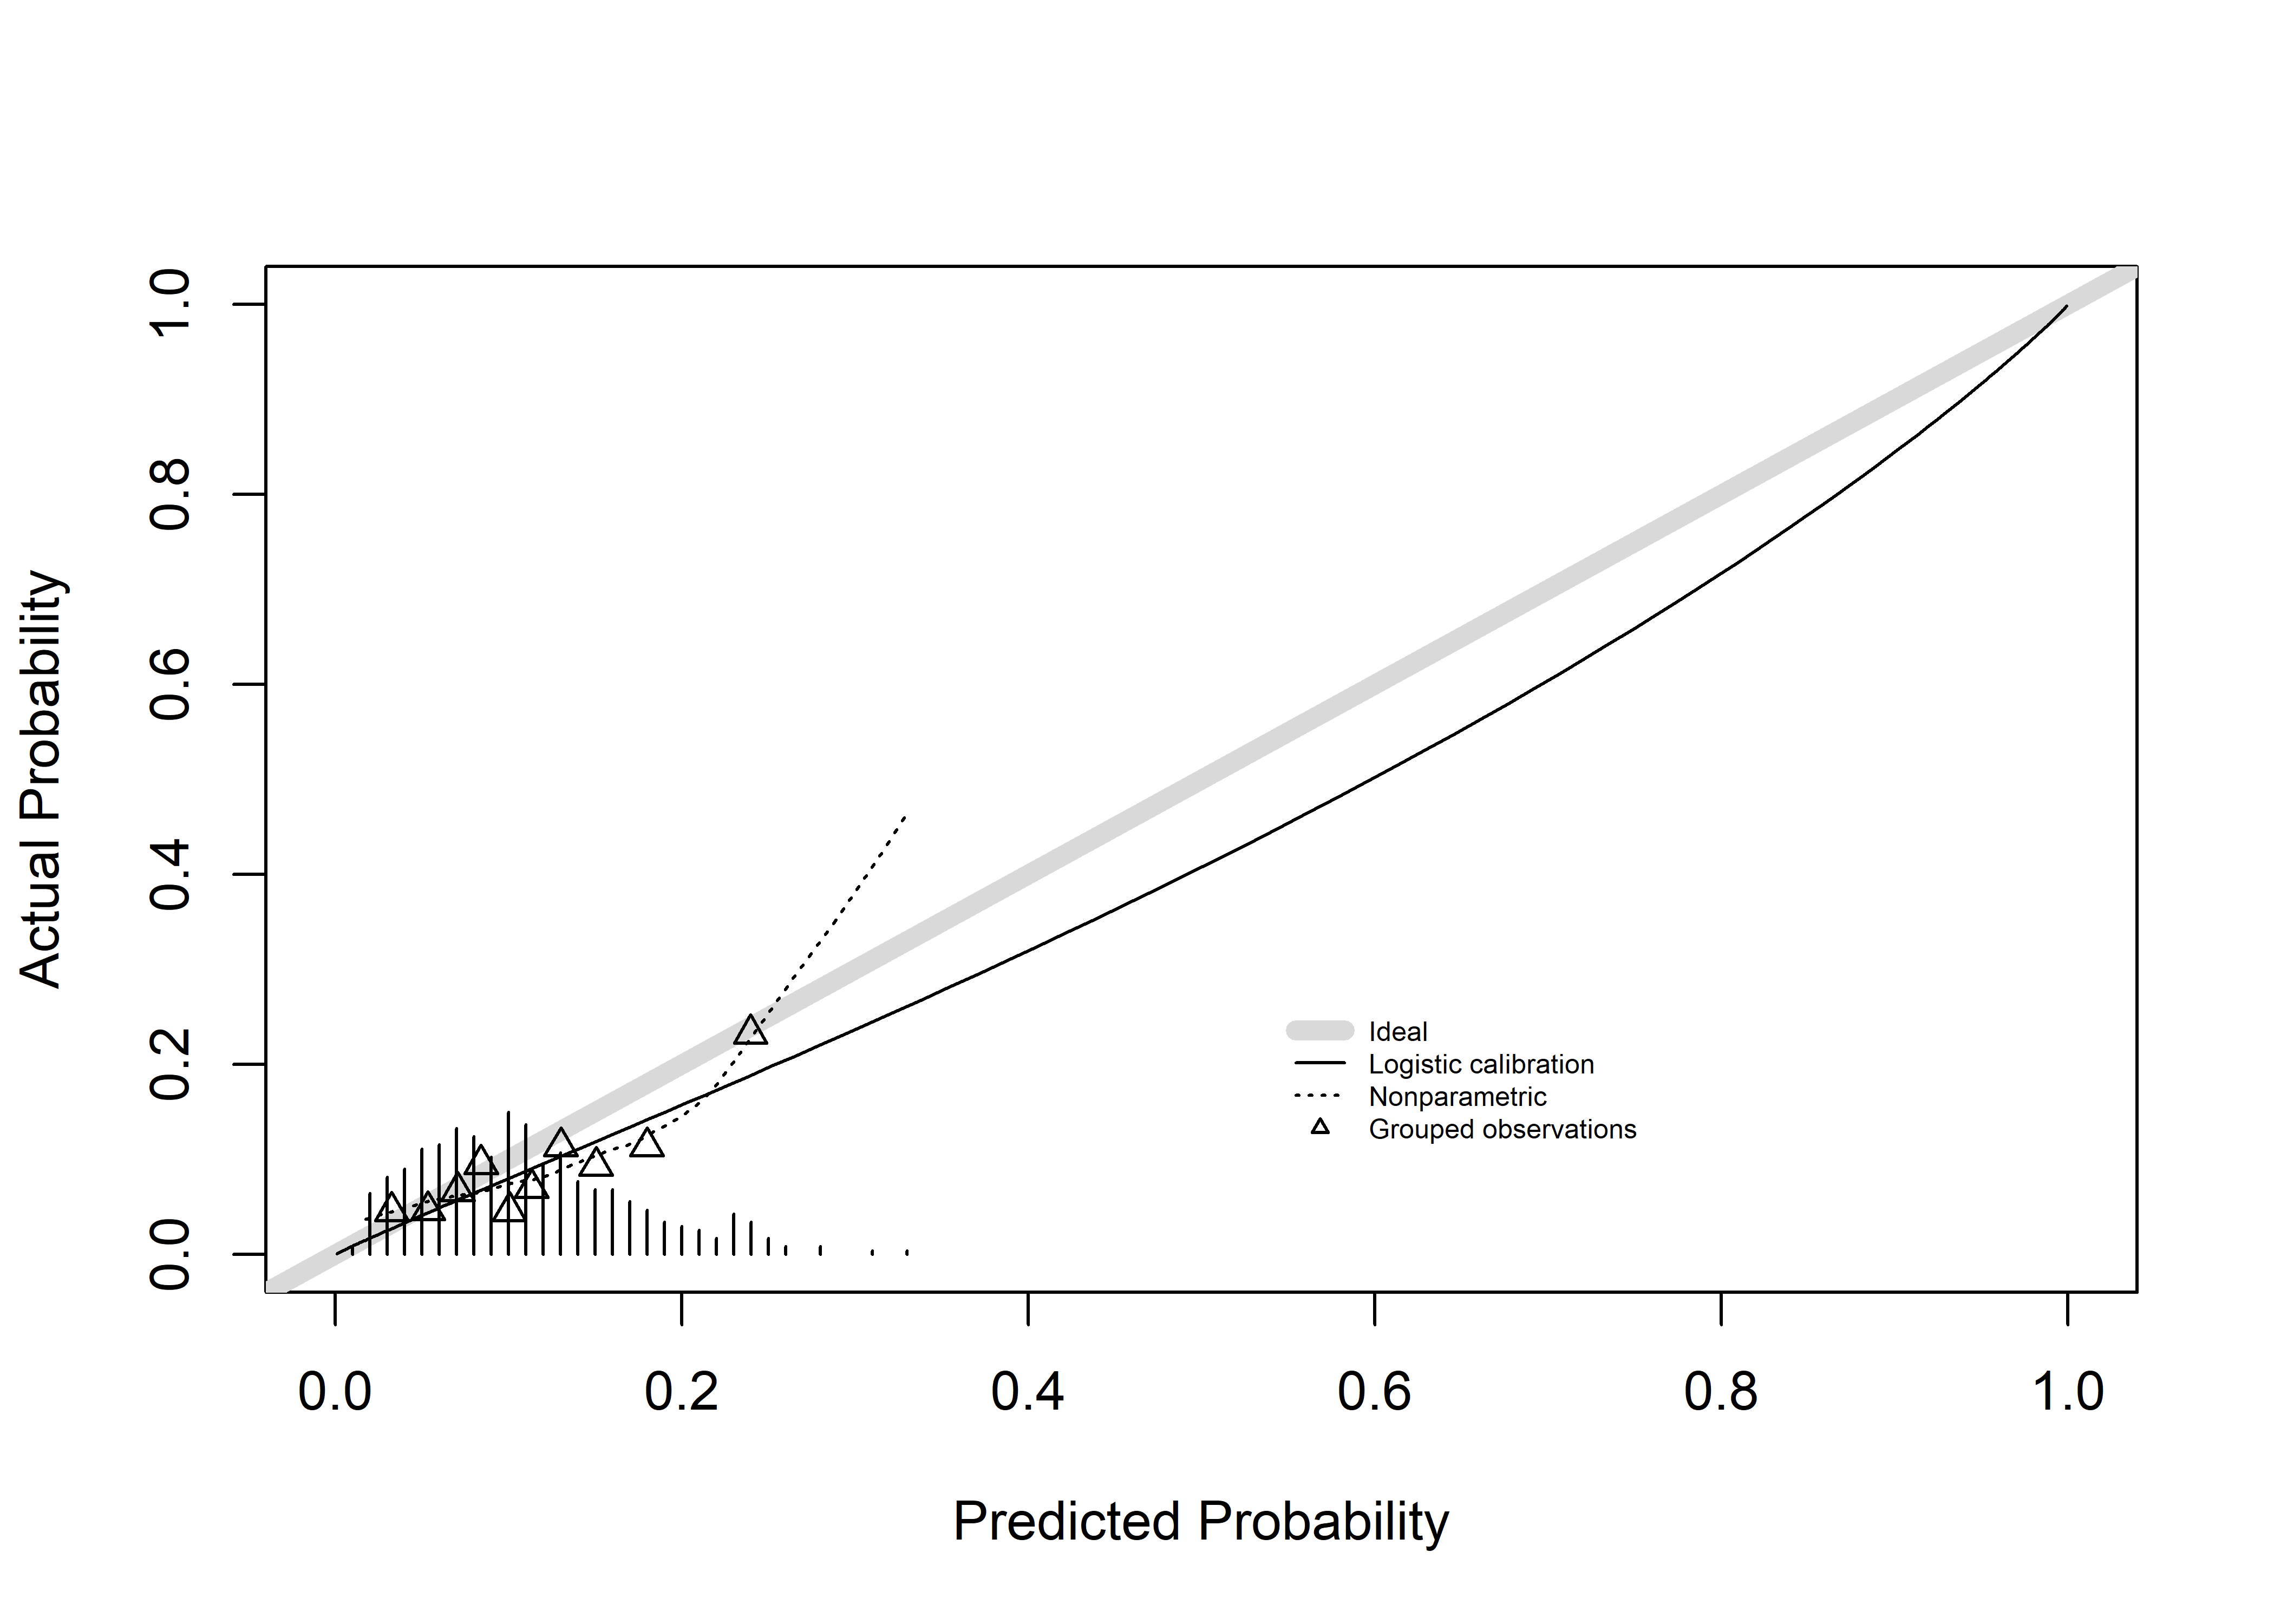 Actual Probability
1.0
0.8
0.6
0.4
0.2
0.0
Ideal
Logistic calibration
Nonparametric
Grouped observations
0.0 0.2 0.4 0.6 0.8 1.0
Predicted Probability